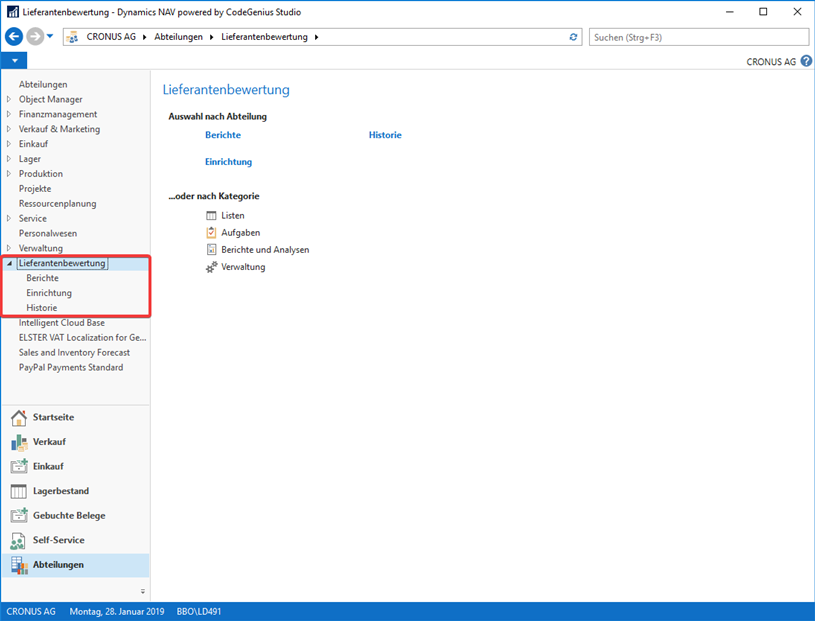 Lieferantenbewertung - Dynamics NAV powered by CodeGenius Studio
CRONUS AG Abteilungen Lieferantenbewertung
Suchen (Strg+F3)
CRONUS AG
Abteilungen
Object Manager
Finanzmanagement
Verkauf & Marketing
Einkauf
Lager
Produktion
Projekte
Ressourcenplanung
Service
Personalwesen
Verwaltung
Lieferantenbewertung
Berichte
Einrichtung
Historie
Intelligent Cloud Base
ELSTER VAT Localization for Ge...
Sales and Inventory Forecast
PayPal Payments Standard
Startseite
Verkauf
Einkauf
Lagerbestand
Gebuchte Belege
Self-Service
Abteilungen
Lieferantenbewertung
Auswahl nach Abteilung
Berichte Historie
Einrichtung
...oder nach Kategorie
Listen
Aufgaben
Berichte und Analysen
Verwaltung
CRONUS AG Montag, 28. Januar 2019 BBO\LD491